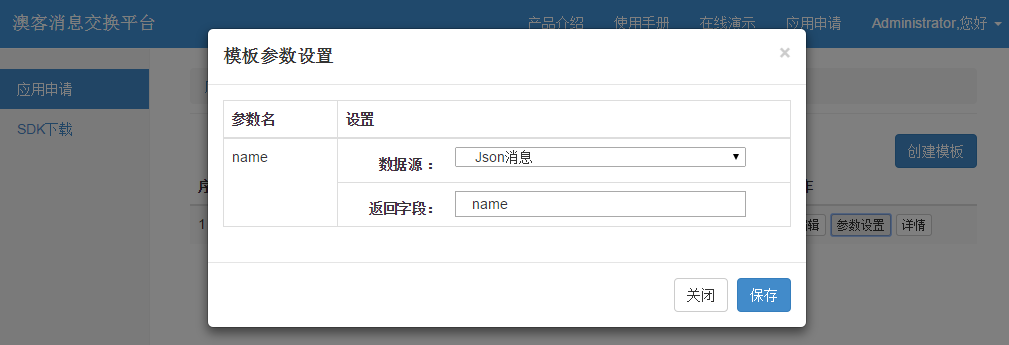 澳客消息交换平台
产品介绍 使用手册 在线演示 应用申请 Administrator,您好
模板参数设置 ×
应用申请
SDK下载
参数名 设置
name
数据源：
Json消息
返回字段：
name
创建模板
1
参数设置 详情
关闭 保存